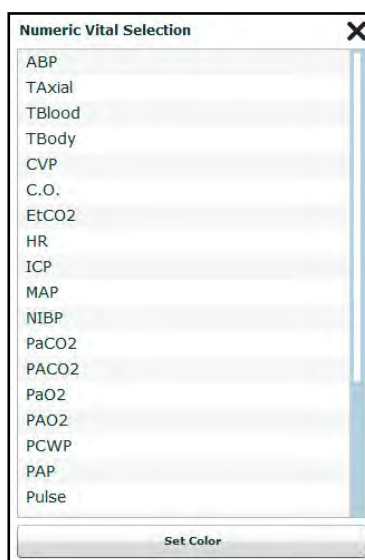 Numeric Vital Selection
ABP
TAxial
TBlood
TBody
CVP
C.O.
EtCO2
HR
ICP
MAP
NIBP
PaCO2
PACO2
PaO2
PAO2
PCWP
PAP
Pulse
Set Color